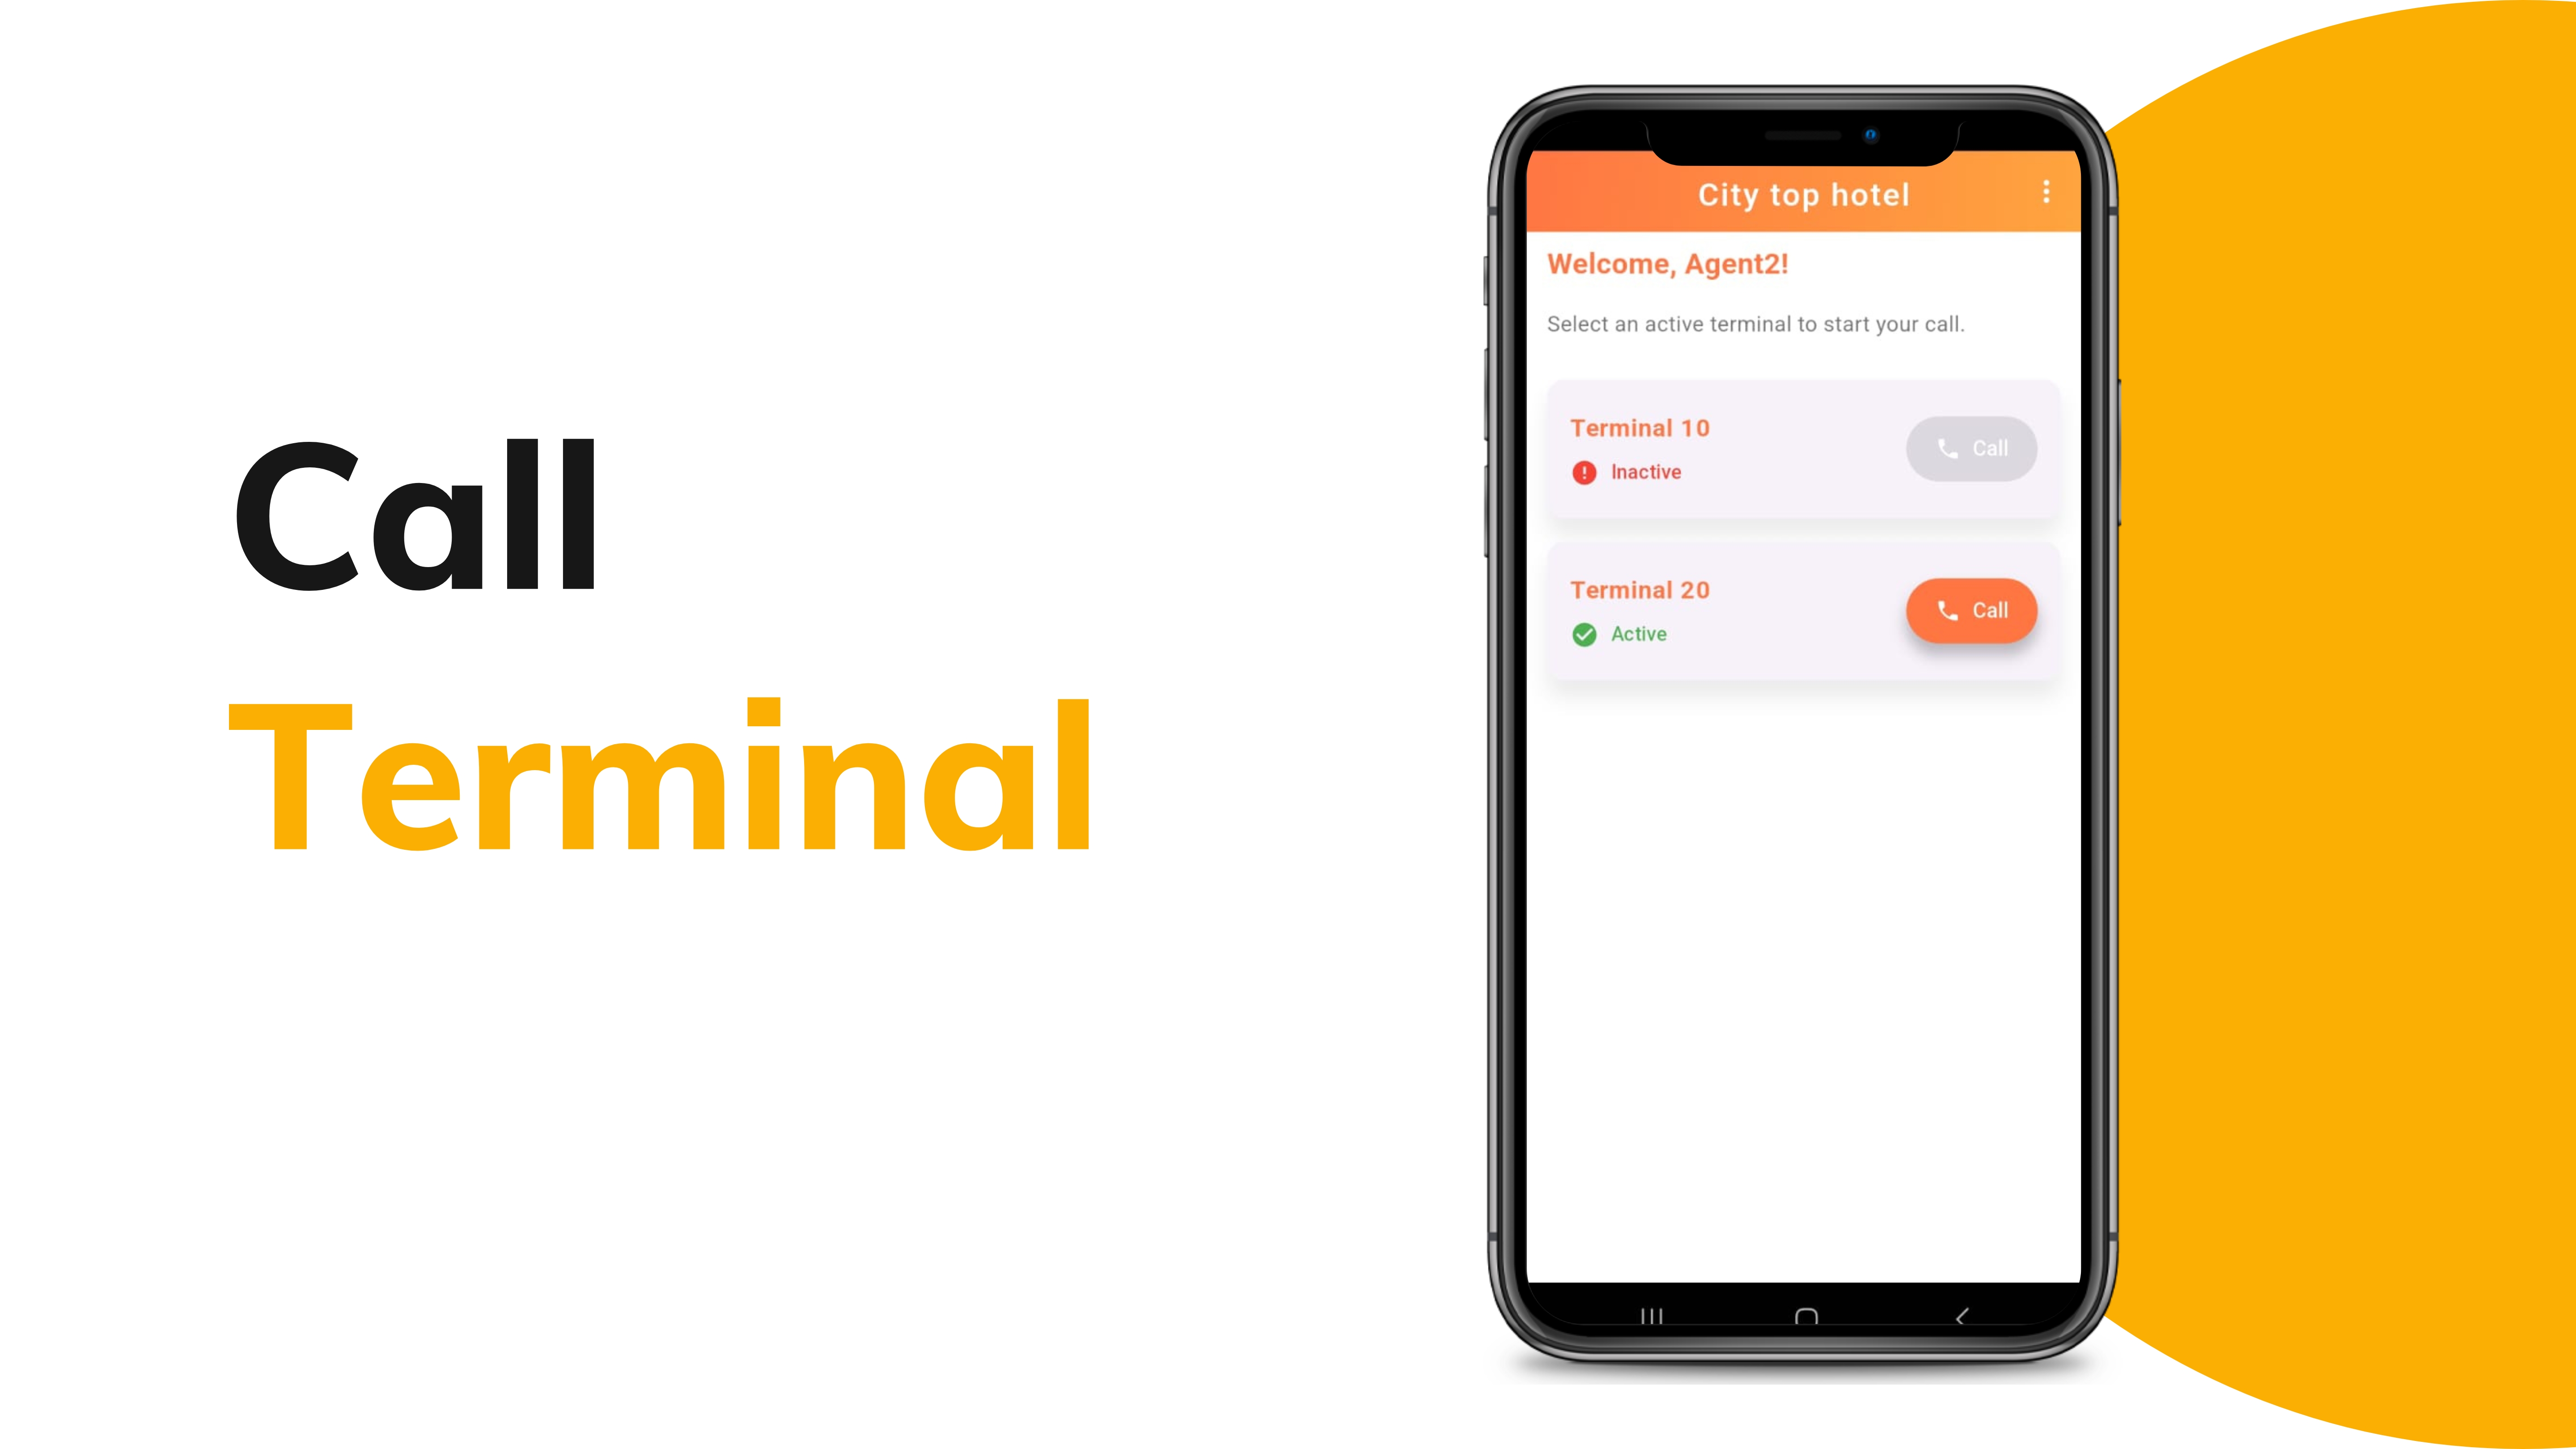 Call
Terminal
City top hotel
Welcome, Agent2!
Select an active terminal to start your call.
Terminal 10
Inactive
Call
Terminal 20
Active
Call